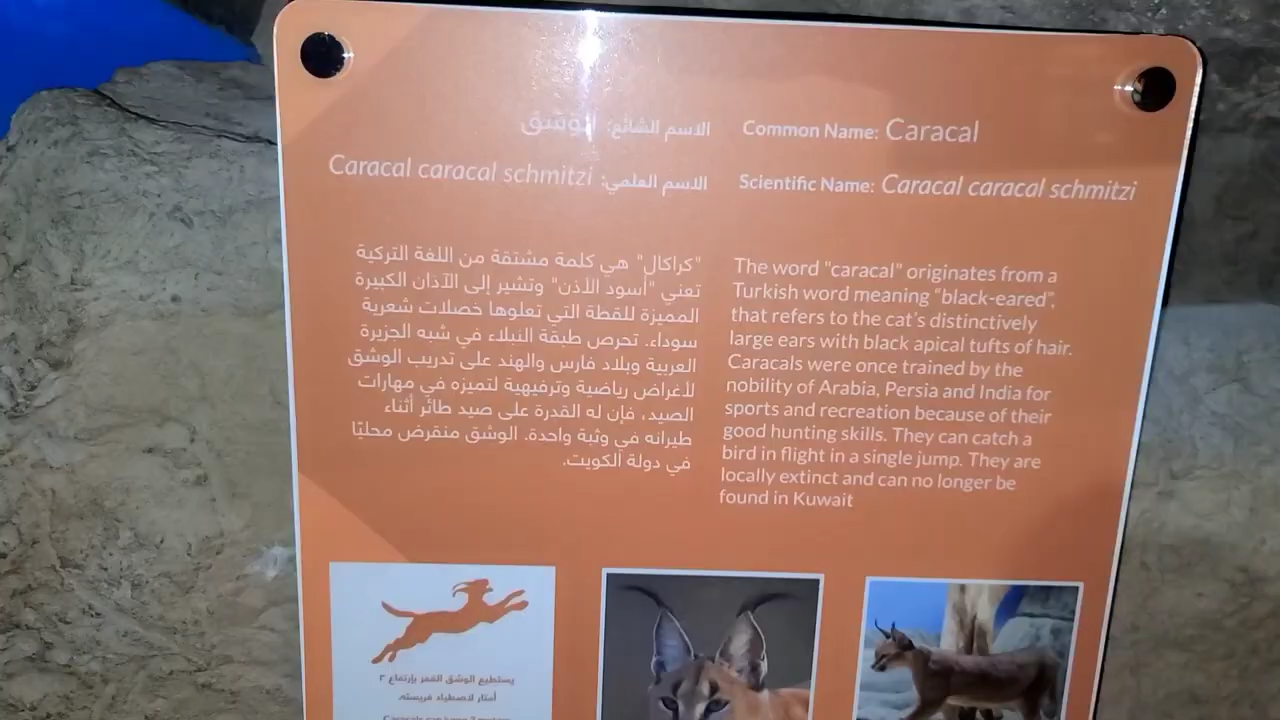 الاسم الشائع: الوشق
Common Name: Caracal
الاسم العلمي: Caracal caracal schmitzi
Scientific Name: Caracal caracal schmitzi
"كراكال" هي كلمة مشتقة من اللغة التركية
تعني "أسود الأذن" وتشير إلى الآذان الكبيرة
المميزة للقطة التي تعلوها خصلات شعرية
سوداء. تحرص طبقة النبلاء في شبه الجزيرة
العربية وبلاد فارس والهند على تدريب الوشق
لأغراض رياضية وترفيهية لتميزه في مهارات
الصيد، فإن له القدرة على صيد طائر أثناء
طيرانه في وثبة واحدة. الوشق منقرض محليًا
في دولة الكويت.
The word "caracal" originates from a
Turkish word meaning "black-eared",
that refers to the cat's distinctively
large ears with black apical tufts of hair.
Caracals were once trained by the
nobility of Arabia, Persia and India for
sports and recreation because of their
good hunting skills. They can catch a
bird in flight in a single jump. They are
locally extinct and can no longer be
found in Kuwait
يستطيع الوشق القفز بإرتفاع ٣
أمتار لاصطياد فريسته.
Caracals can jump 3 meters